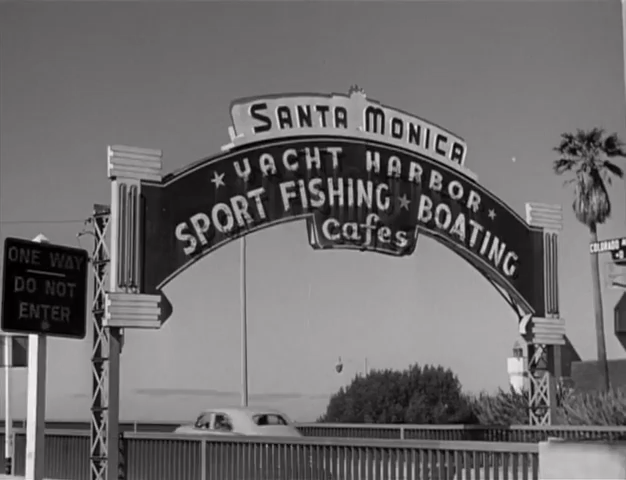 SANTA MONICA
YACHT HARBOR
SPORT FISHING BOATING
Cafes
ONE WAY
DO NOT
ENTER
COLORADO